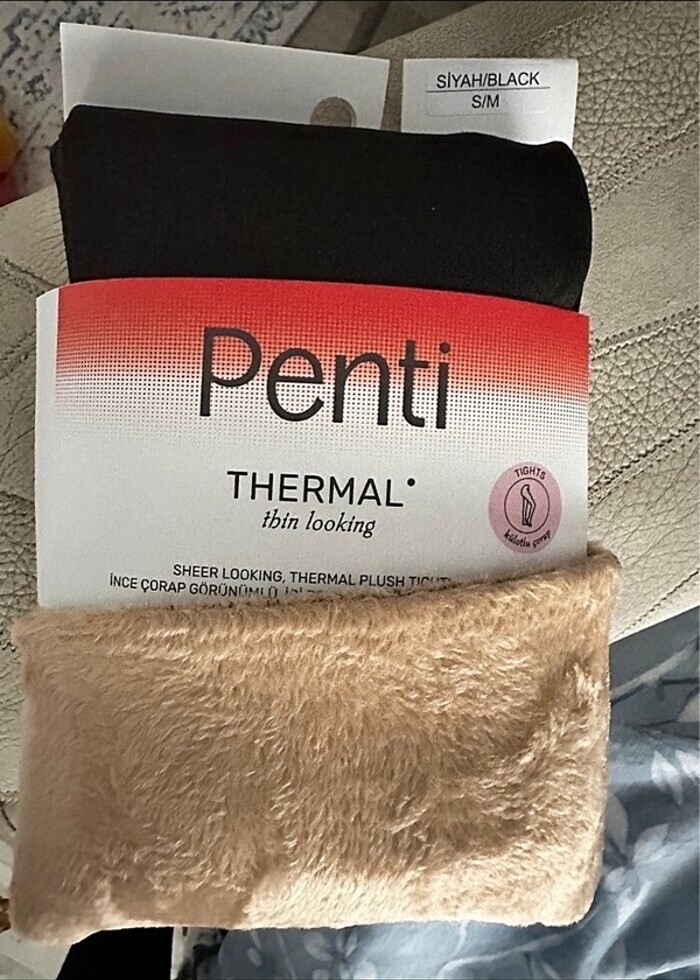 SİYAH/BLACK
S/M
Penti
THERMAL
thin looking
TIGHTS
külotlu çorap
SHEER LOOKING, THERMAL PLUSH
İNCE ÇORAP GÖRÜNÜMLÜ,